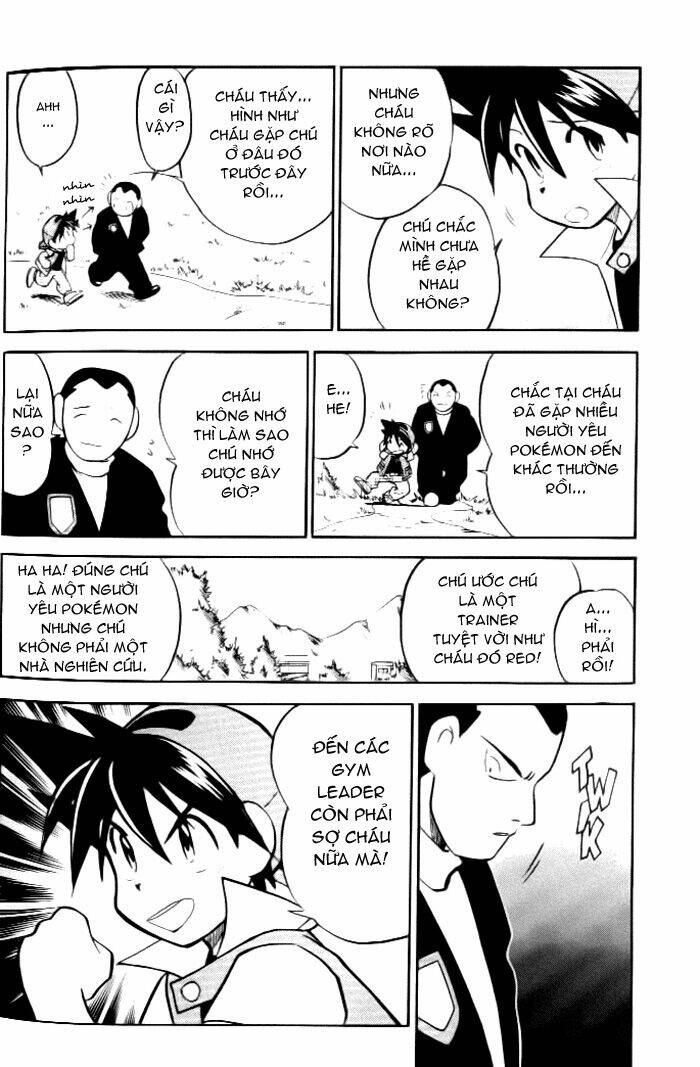 AHH
...
CÁI
GÌ
VẬY?
CHÁU THẤY...
HÌNH NHƯ
CHÁU GẶP CHÚ
Ở ĐÂU ĐÓ
TRƯỚC ĐÂY
RỒI...
nhìn
nhìn
NHƯNG
CHÁU
KHÔNG RÕ
NƠI NÀO
NỮA...
CHÚ CHẮC
MÌNH CHƯA
HỀ GẶP
NHAU
KHÔNG?
LẠI
NỮA
SAO
?
CHÁU
KHÔNG NHỚ
THÌ LÀM SAO
CHÚ NHỚ
ĐƯỢC BÂY
GIỜ?
E...
HE!
CHẮC TẠI CHÁU
ĐÃ GẶP NHIỀU
NGƯỜI YÊU
POKÉMON ĐẾN
KHÁC THƯỜNG
RỒI...
HA HA! ĐÚNG CHÚ
LÀ MỘT NGƯỜI
YÊU POKÉMON
NHƯNG CHÚ
KHÔNG PHẢI MỘT
NHÀ NGHIÊN CỨU.
CHÚ ƯỚC CHÚ
LÀ MỘT
TRAINER
TUYỆT VỜI NHƯ
CHÁU ĐÓ RED!
A...
HÌ...
PHẢI
RỒI!
ĐẾN CÁC
GYM
LEADER
CÒN PHẢI
SỢ CHÁU
NỮA MÀ!